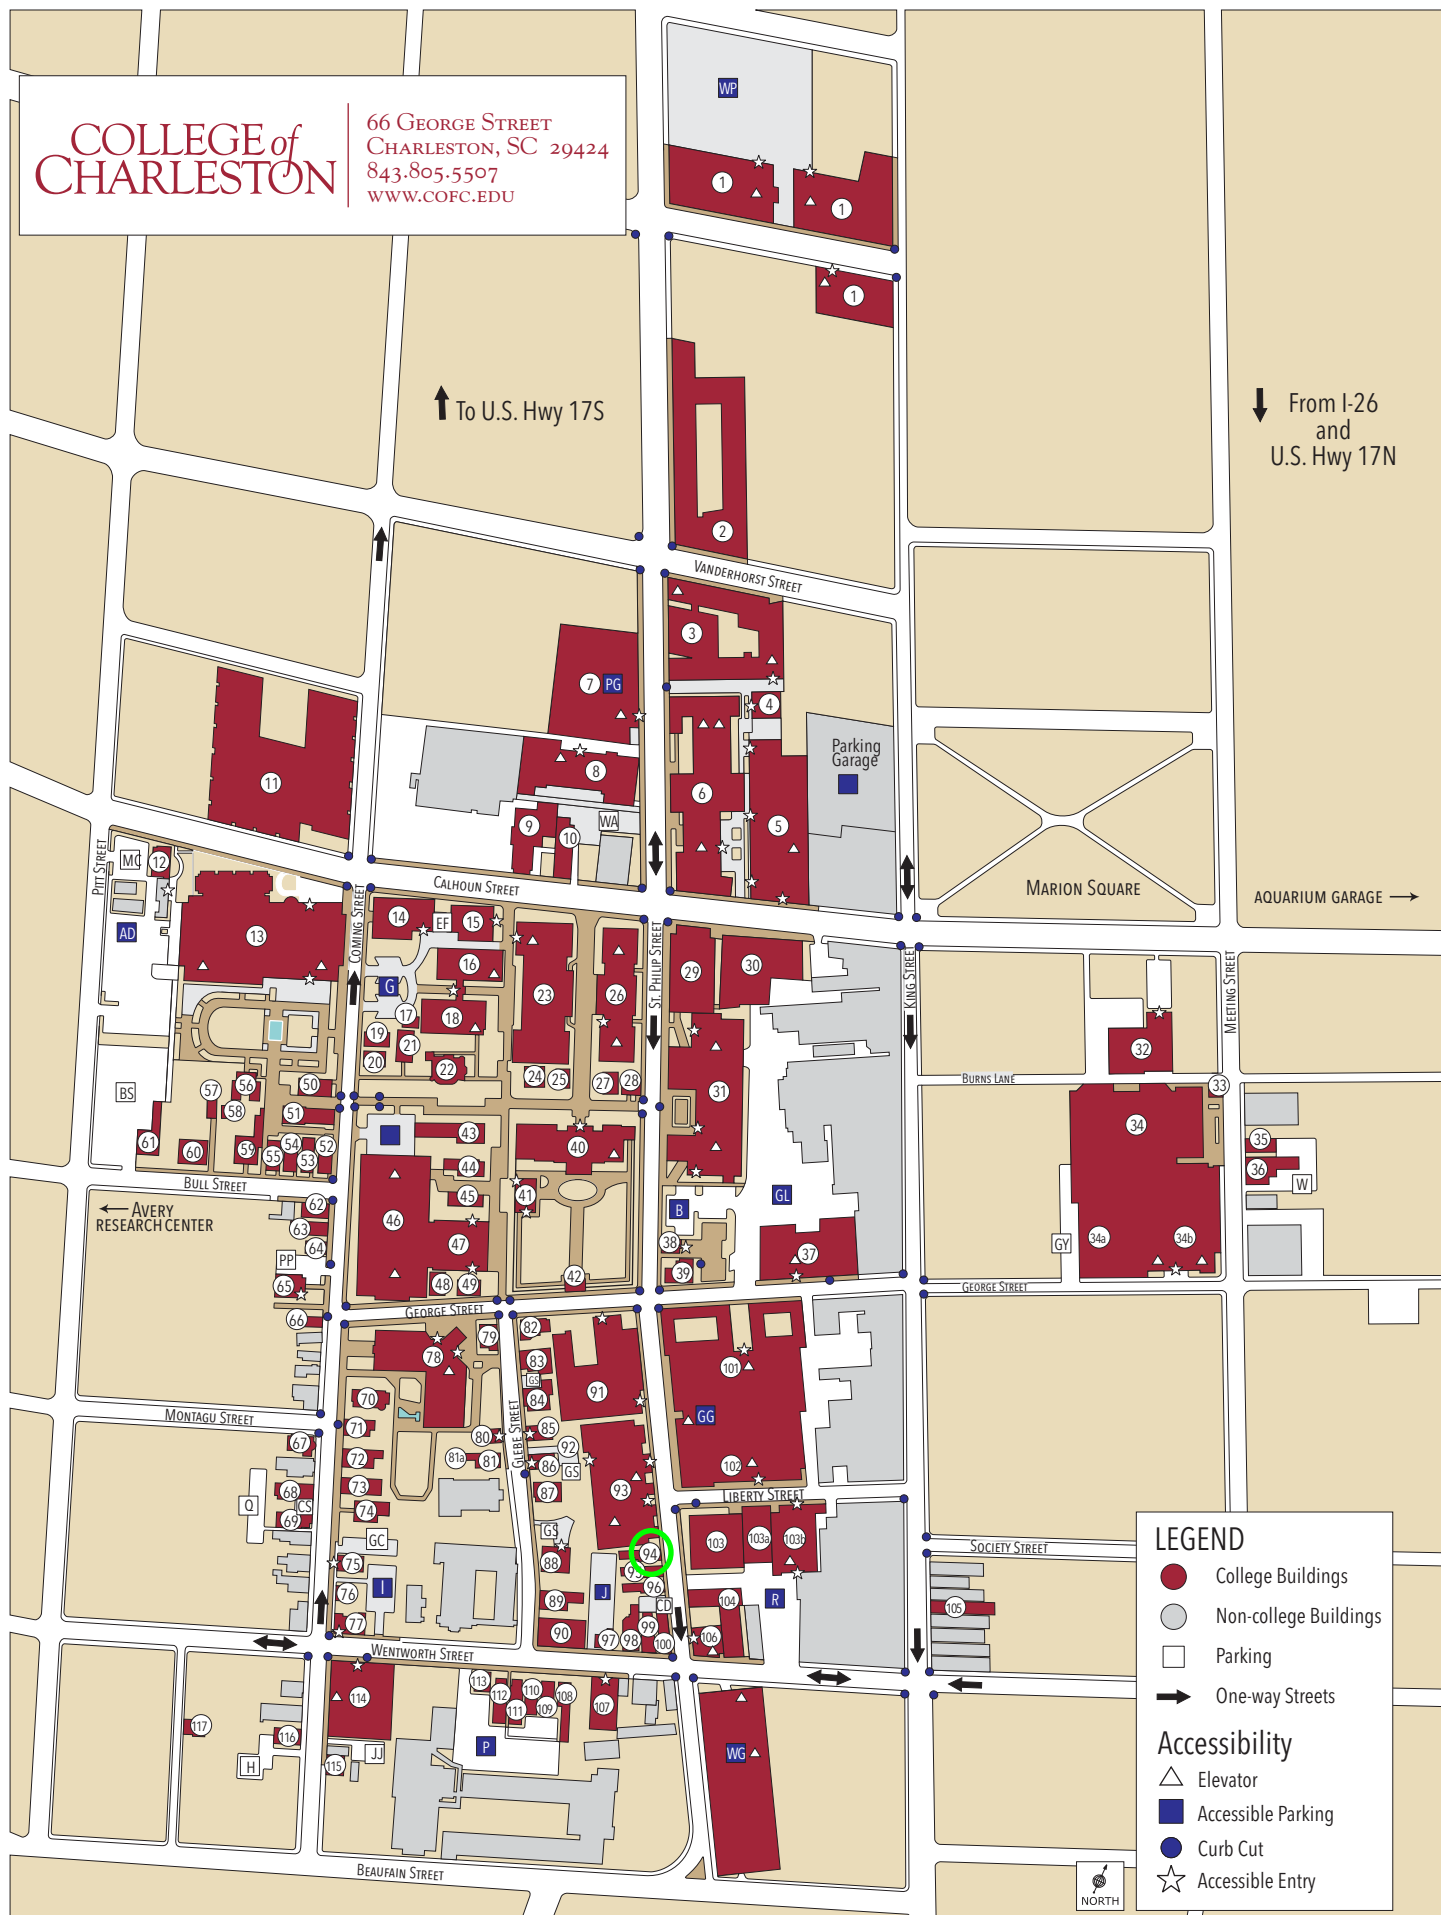 COLLEGE of
CHARLESTON
66 George Street
Charleston, SC 29424
843.805.5507
www.cofc.edu
WP
1
1
1
To U.S. Hwy 17S
From I-26
and
U.S. Hwy 17N
2
Vanderhorst Street
3
7
PG
4
Parking
Garage
8
11
6
5
9
10
WA
Pitt Street
MC
12
Calhoun Street
Marion Square
AQUARIUM GARAGE
Coming Street
14
EF
15
AD
13
St. Philip Street
King Street
Meeting Street
16
29
30
G
23
26
17
18
19
21
32
20
22
31
Burns Lane
24
25
27
28
33
BS
57
56
50
58
51
34
61
60
59
55
54
53
52
43
40
35
44
36
Bull Street
W
Avery
Research Center
62
45
41
B
GL
63
46
64
47
38
37
GY
34a
34b
PP
65
48
49
42
39
George Street
George Street
66
82
79
78
83
101
GS
91
70
84
GG
Montagu Street
71
85
Glebe Street
67
80
92
72
81a
81
86
GS
102
68
73
87
93
Liberty Street
Q
CS
69
74
GS
GC
94
103
103a
103b
Society Street
75
88
95
76
I
J
96
R
89
CD
104
105
77
90
97
98
99
100
106
Wentworth Street
113
112
110
108
107
114
111
109
117
116
P
JJ
WG
H
115
Beaufain Street
LEGEND
College Buildings
Non-college Buildings
Parking
One-way Streets
Accessibility
Elevator
Accessible Parking
Curb Cut
Accessible Entry
NORTH